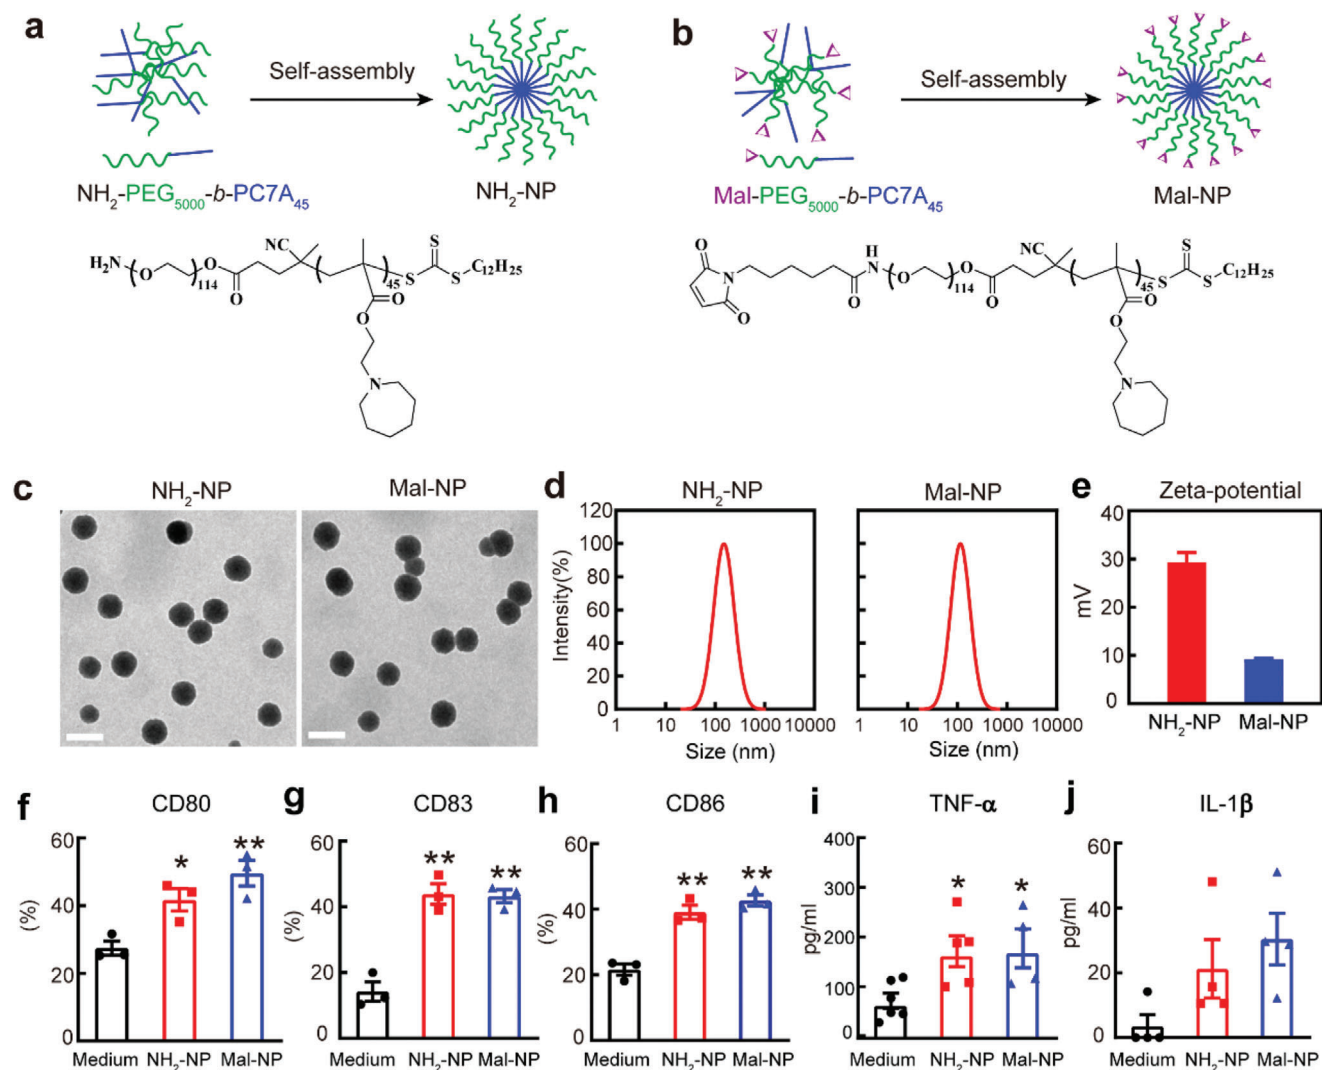 a
Self-assembly
NH2-PEG5000-b-PC7A45
NH2-NP
H2N
O
114
O
O
NC
45
S
S
S
C12H25
O
O
N
b
Self-assembly
Mal-PEG5000-b-PC7A45
Mal-NP
O
N
O
O
H
N
O
114
O
O
NC
45
S
S
S
C12H25
O
O
N
c
NH2-NP
Mal-NP
d
NH2-NP
Intensity(%)
120
100
80
60
40
20
0
1 10 100 1000 10000
Size (nm)
Mal-NP
1 10 100 1000 10000
Size (nm)
e
Zeta-potential
mV
40
30
20
10
0
NH2-NP Mal-NP
f
CD80
(%)
60
40
20
0
*
**
Medium NH2-NP Mal-NP
g
CD83
(%)
60
40
20
0
**
**
Medium NH2-NP Mal-NP
h
CD86
(%)
60
40
20
0
**
**
Medium NH2-NP Mal-NP
i
TNF-α
pg/ml
400
300
200
100
0
*
*
Medium NH2-NP Mal-NP
j
IL-1β
pg/ml
60
40
20
0
Medium NH2-NP Mal-NP